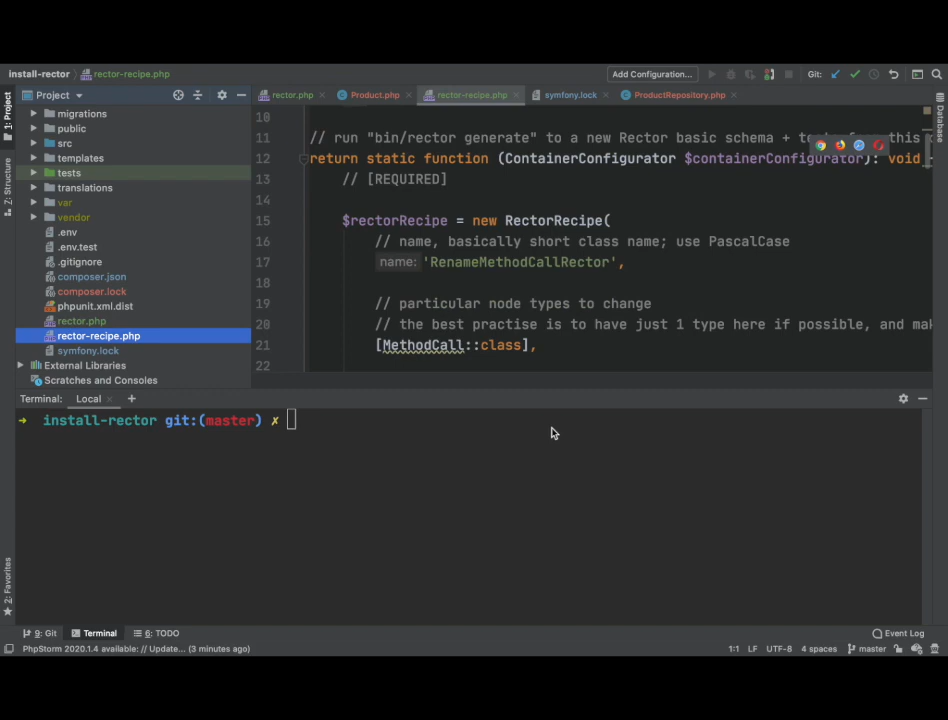 install-rector rector-recipe.php Add Configuration... Git:
1: Project
Z: Structure
2: Favorites
Database
Project
migrations
public
src
templates
tests
translations
var
vendor
.env
.env.test
.gitignore
composer.json
composer.lock
phpunit.xml.dist
rector.php
rector-recipe.php
symfony.lock
External Libraries
Scratches and Consoles
rector.php Product.php rector-recipe.php symfony.lock ProductRepository.php
10
11 // run "bin/rector generate" to a new Rector basic schema + tests from this
12 return static function (ContainerConfigurator $containerConfigurator): void
13 // [REQUIRED]
14
15 $rectorRecipe = new RectorRecipe(
16 // name, basically short class name; use PascalCase
17 name: 'RenameMethodCallRector',
18
19 // particular node types to change
20 // the best practise is to have just 1 type here if possible, and mak
21 [MethodCall::class],
22
Terminal: Local +
➜ install-rector git:(master) ✗
9: Git Terminal 6: TODO Event Log
PhpStorm 2020.1.4 available: // Update... (3 minutes ago) 1:1 LF UTF-8 4 spaces master